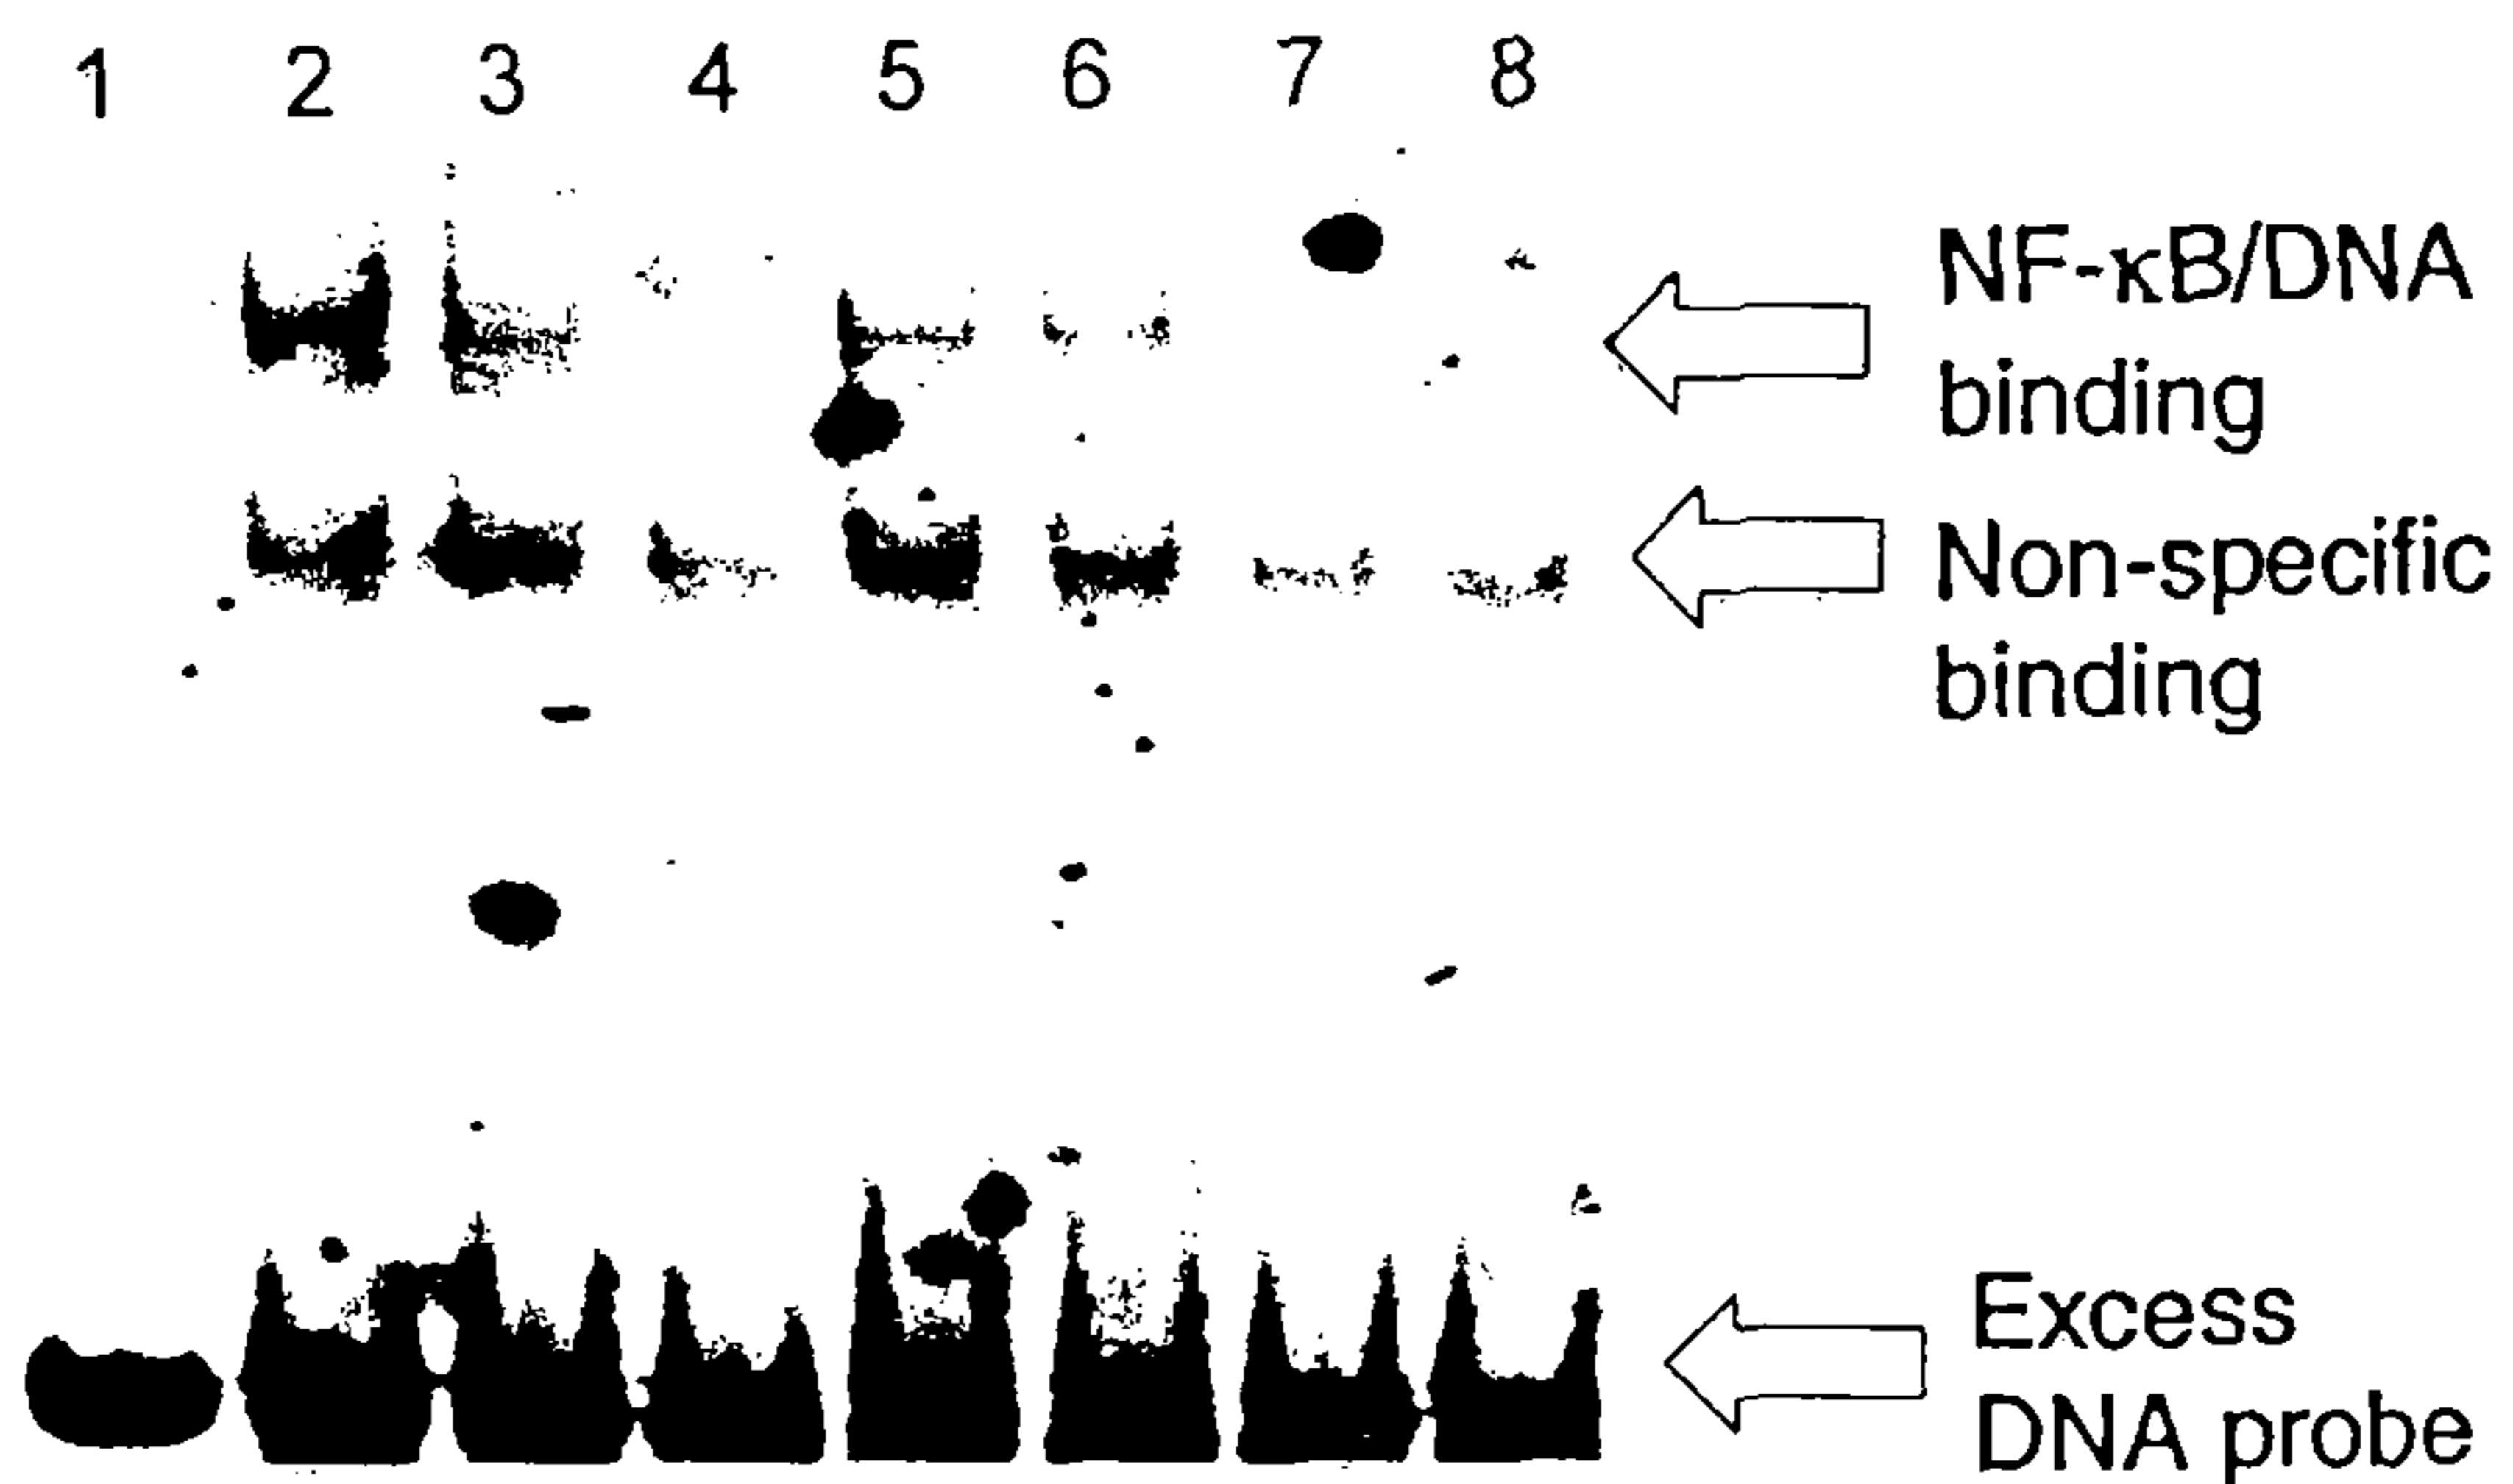 1 2 3 4 5 6 7 8
NF-κB/DNA
binding
Non-specific
binding
Excess
DNA probe